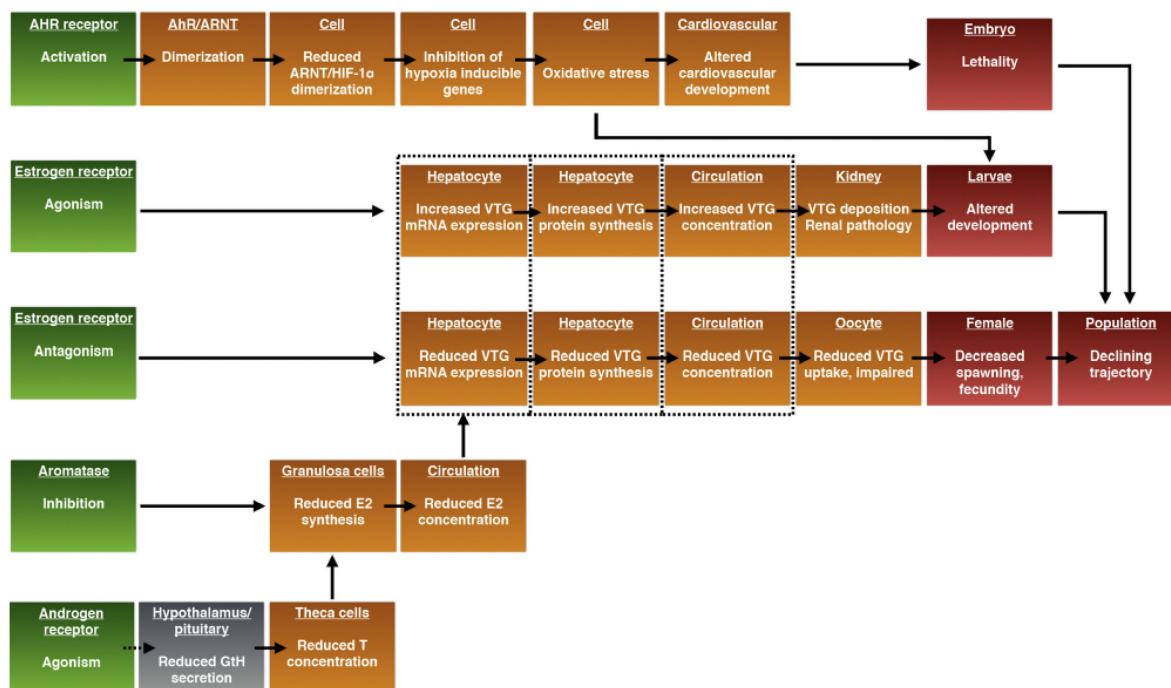 AHR receptor
Activation
AhR/ARNT
Dimerization
Cell
Reduced
ARNT/HIF-1α
dimerization
Cell
Inhibition of
hypoxia inducible
genes
Cell
Oxidative stress
Cardiovascular
Altered
cardiovascular
development
Embryo
Lethality
Estrogen receptor
Agonism
Hepatocyte
Increased VTG
mRNA expression
Hepatocyte
Increased VTG
protein synthesis
Circulation
Increased VTG
concentration
Kidney
VTG deposition
Renal pathology
Larvae
Altered
development
Estrogen receptor
Antagonism
Hepatocyte
Reduced VTG
mRNA expression
Hepatocyte
Reduced VTG
protein synthesis
Circulation
Reduced VTG
concentration
Oocyte
Reduced VTG
uptake, impaired
Female
Decreased
spawning,
fecundity
Population
Declining
trajectory
Aromatase
Inhibition
Granulosa cells
Reduced E2
synthesis
Circulation
Reduced E2
concentration
Androgen
receptor
Agonism
Hypothalamus/
pituitary
Reduced GtH
secretion
Theca cells
Reduced T
concentration